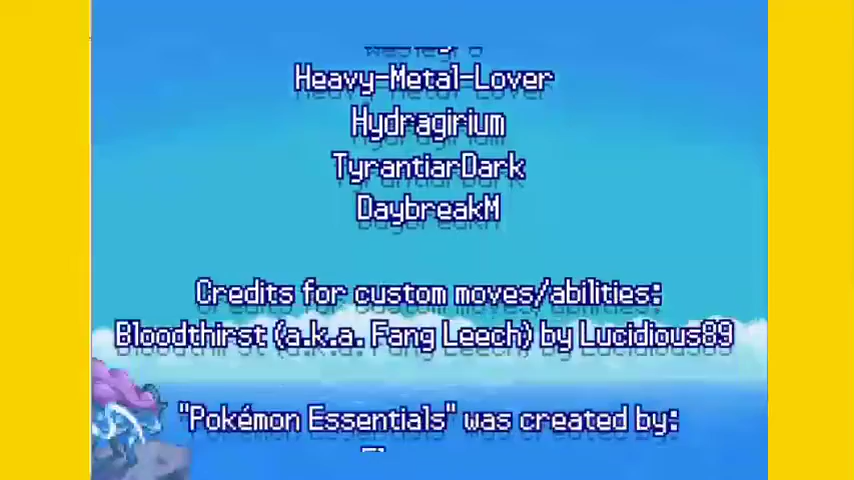 Heavy-Metal-Lover
Hydragirium
TyrantiarDark
DaybreakM
Credits for custom moves/abilities:
Bloodthirst (a.k.a. Fang Leech) by Lucidious89
"Pokémon Essentials" was created by: